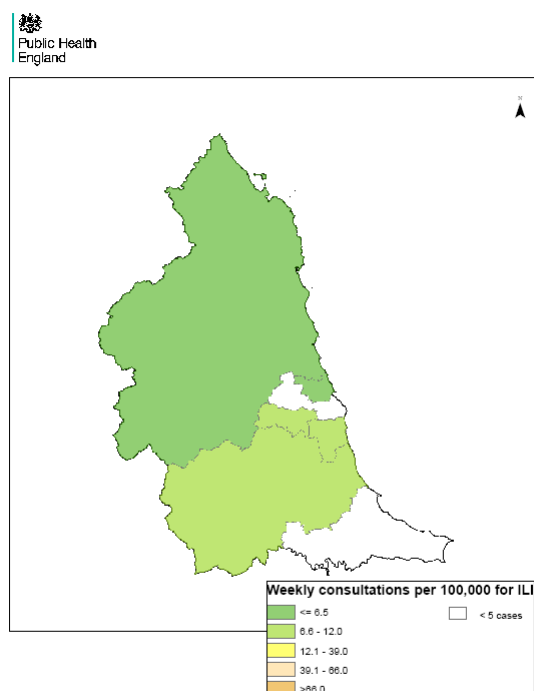 Public Health
England
N
Weekly consultations per 100,000 for ILI
<= 6.5
< 5 cases
6.6 - 12.0
12.1 - 39.0
39.1 - 66.0
>66.0